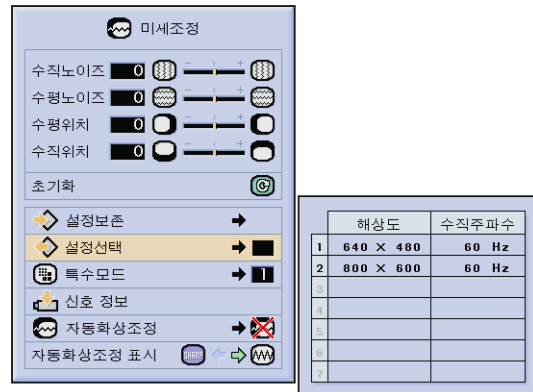 미세조정
수직노이즈 0 - +
수평노이즈 0 - +
수평위치 0 - +
수직위치 0 - +
초기화
설정보존
설정선택
특수모드 1
신호 정보
자동화상조정
자동화상조정 표시 SHARP
해상도 수직주파수
1 640 X 480 60 Hz
2 800 X 600 60 Hz
3
4
5
6
7